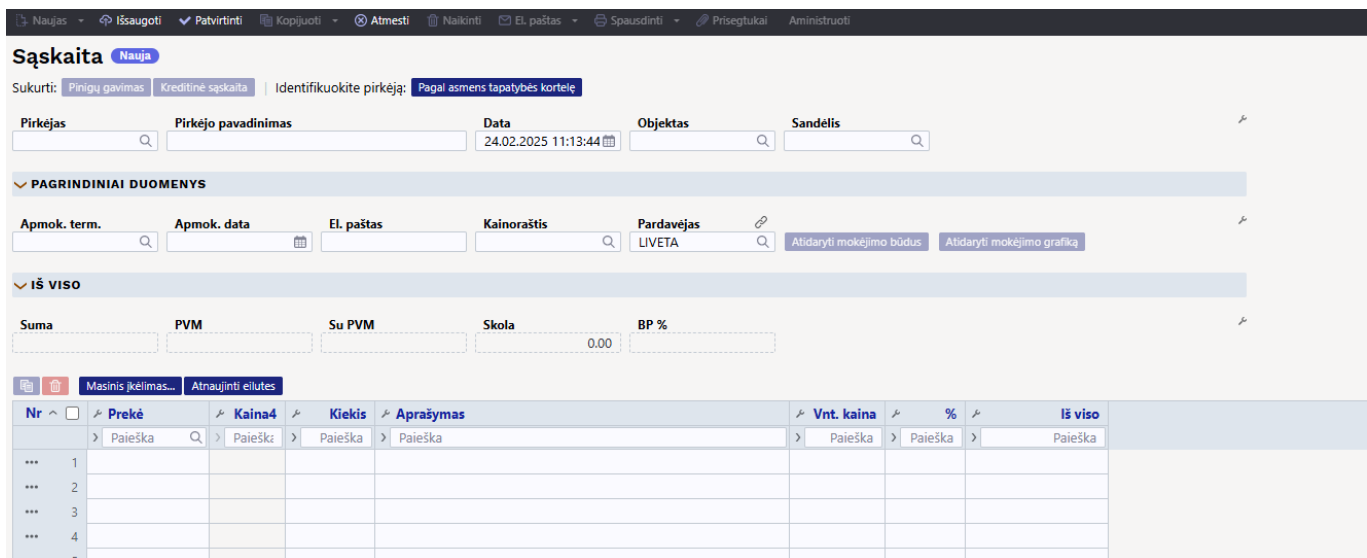 Naujas Išsaugoti Patvirtinti Kopijuoti Atmesti Naikinti El. paštas Spausdinti Prisegtukai Aministruoti
Sąskaita Nauja
Sukurti: Pinigų gavimas Kreditinė sąskaita | Identifikuokite pirkėją: Pagal asmens tapatybės kortelę
Pirkėjas Pirkėjo pavadinimas Data Objektas Sandėlis
24.02.2025 11:13:44
PAGRINDINIAI DUOMENYS
Apmok. term. Apmok. data El. paštas Kainoraštis Pardavėjas
LIVETA Atidaryti mokėjimo būdus Atidaryti mokėjimo grafiką
IŠ VISO
Suma PVM Su PVM Skola BP %
0.00
Masinis įkėlimas... Atnaujinti eilutes
Nr Prekė Kaina4 Kiekis Aprašymas Vnt. kaina % Iš viso
Paieška Paieška Paieška Paieška Paieška Paieška Paieška
1
2
3
4